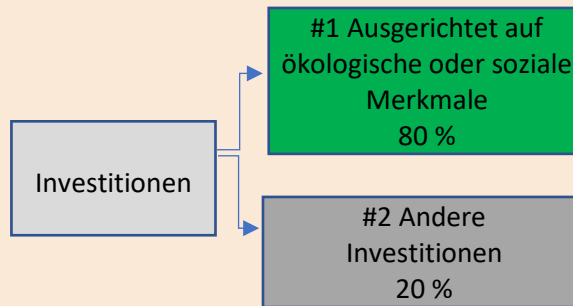 #1 Ausgerichtet auf
ökologische oder soziale
Merkmale
80 %
Investitionen
#2 Andere
Investitionen
20 %